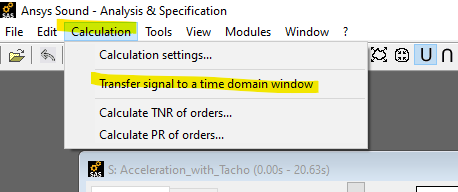 Ansys Sound - Analysis & Specification
File Edit Calculation View Tools Modules Window Help
Calculation settings...
Transfer signal to a time domain window
Calculate TNR of orders...
Calculate PR of orders...
S: Acceleration_with_Tacho (0.00s - 20.63s)